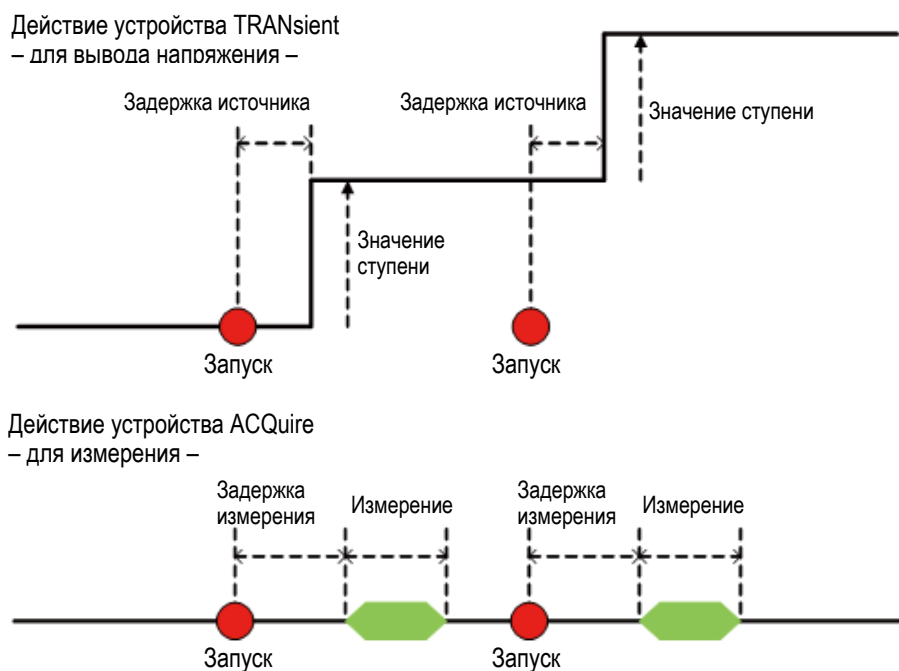 Действие устройства TRANsient
– для вывода напряжения –
Задержка источника
Задержка источника
Значение ступени
Значение
ступени
Запуск
Запуск
Действие устройства ACQuire
– для измерения –
Задержка
измерения
Измерение
Задержка
измерения
Измерение
Запуск
Запуск